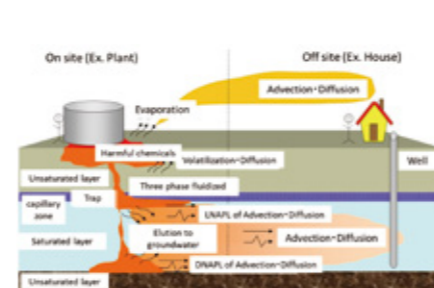 On site (Ex. Plant)
Off site (Ex. House)
Advection・Diffusion
Evaporation
Harmful chemicals
Volatilization・Diffusion
Well
Unsaturated layer
Three phase fluidized
Trap
capillary
zone
LNAPL of Advection・Diffusion
Elution to
groundwater
Saturated layer
Advection・Diffusion
DNAPL of Advection・Diffusion
Unsaturated layer